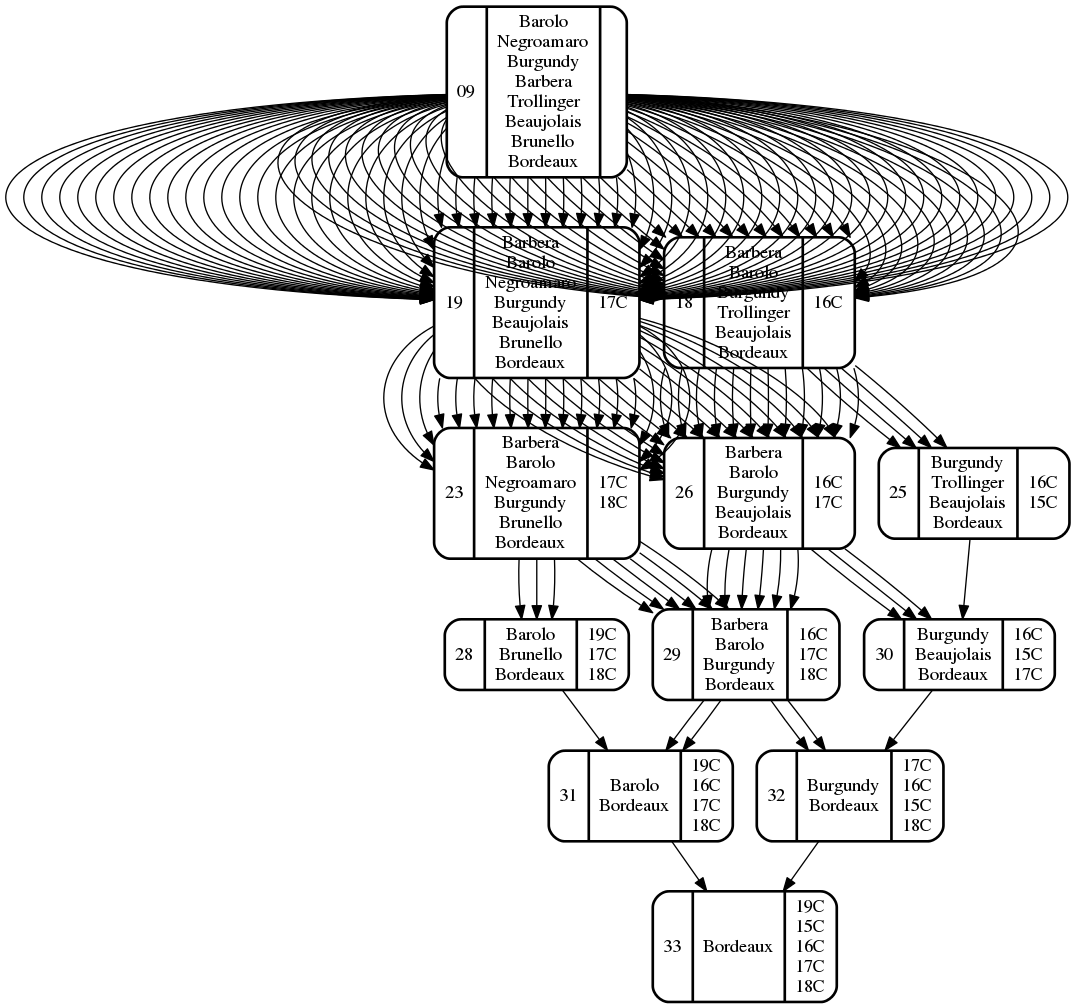 09
Barolo
Negroamaro
Burgundy
Barbera
Trollinger
Beaujolais
Brunello
Bordeaux
19
Barbera
Barolo
Negroamaro
Burgundy
Beaujolais
Brunello
Bordeaux
17C
18
Barbera
Barolo
Burgundy
Trollinger
Beaujolais
Bordeaux
16C
23
Barbera
Barolo
Negroamaro
Burgundy
Brunello
Bordeaux
17C
18C
26
Barbera
Barolo
Burgundy
Beaujolais
Bordeaux
16C
17C
25
Burgundy
Trollinger
Beaujolais
Bordeaux
16C
15C
28
Barolo
Brunello
Bordeaux
19C
17C
18C
29
Barbera
Barolo
Burgundy
Bordeaux
16C
17C
18C
30
Burgundy
Beaujolais
Bordeaux
16C
15C
17C
31
Barolo
Bordeaux
19C
16C
17C
18C
32
Burgundy
Bordeaux
17C
16C
15C
18C
33
Bordeaux
19C
15C
16C
17C
18C